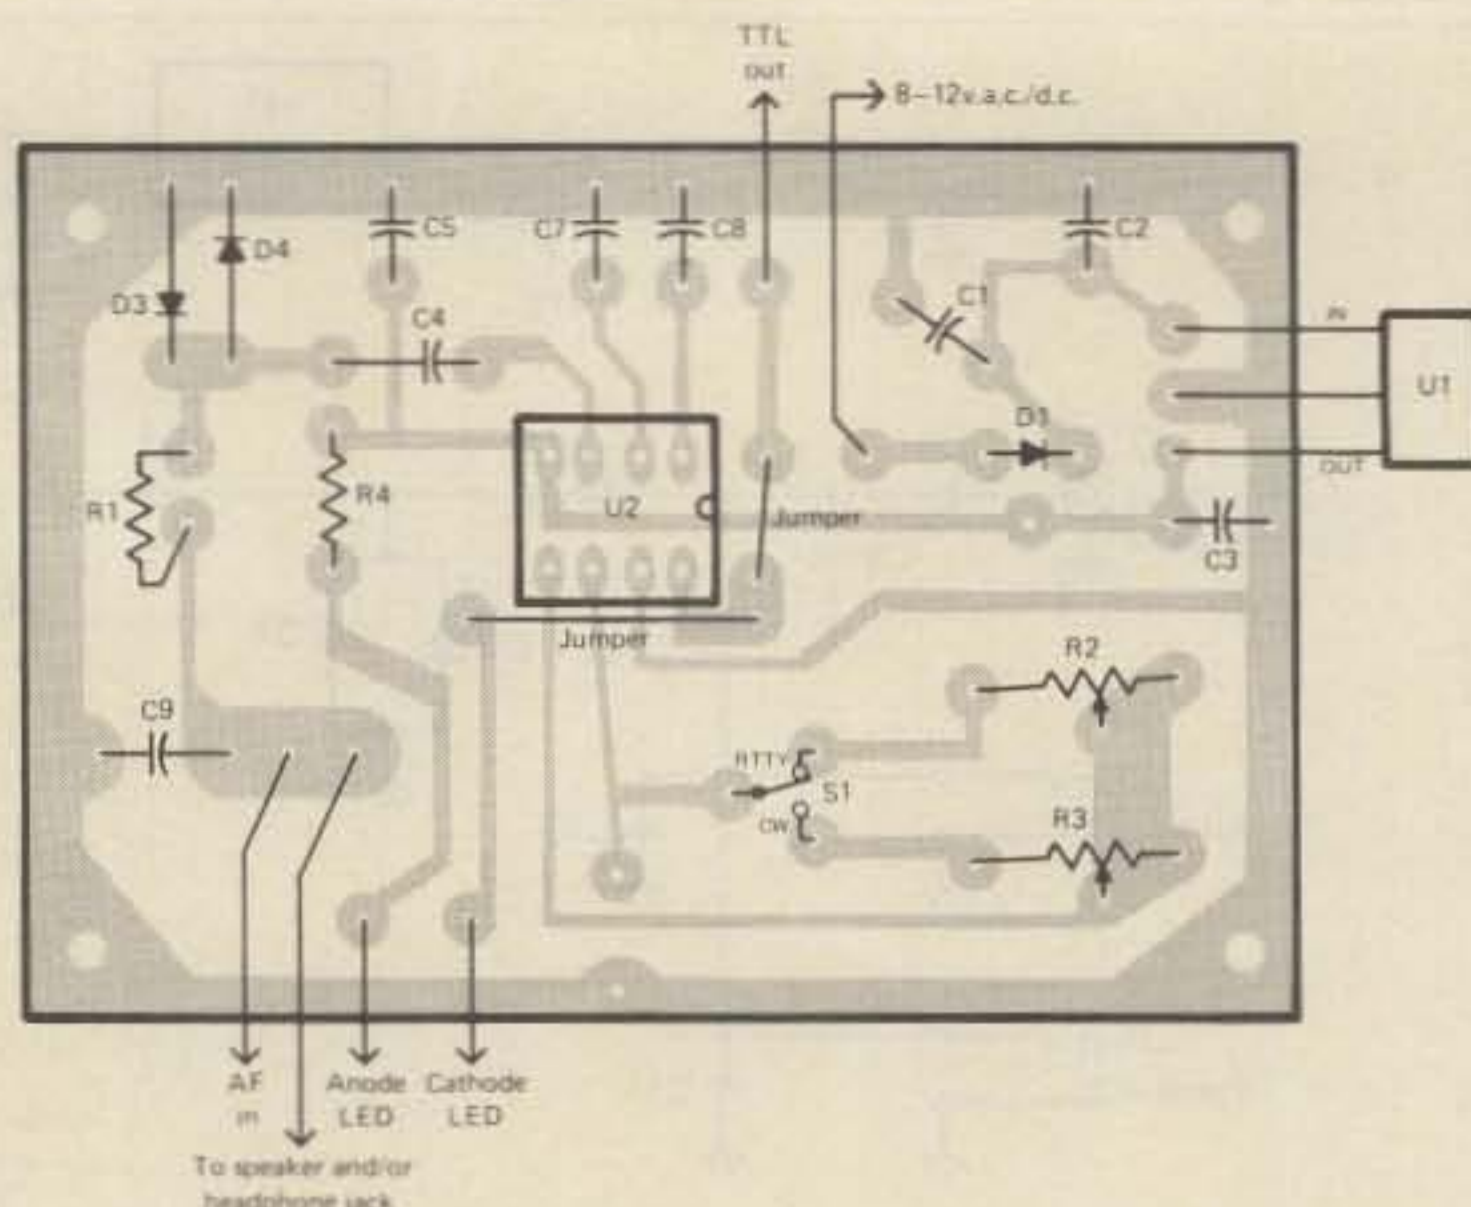 TTL
out
8–12v.a.c./d.c.
C5
C7
C8
C2
D4
D3
C1
C4
IN
U1
D1
OUT
R1
R4
U2
Jumper
C3
Jumper
R2
C9
RTTY
S1
R3
CW
AF
in
Anode
LED
Cathode
LED
To speaker and/or
headphone jack